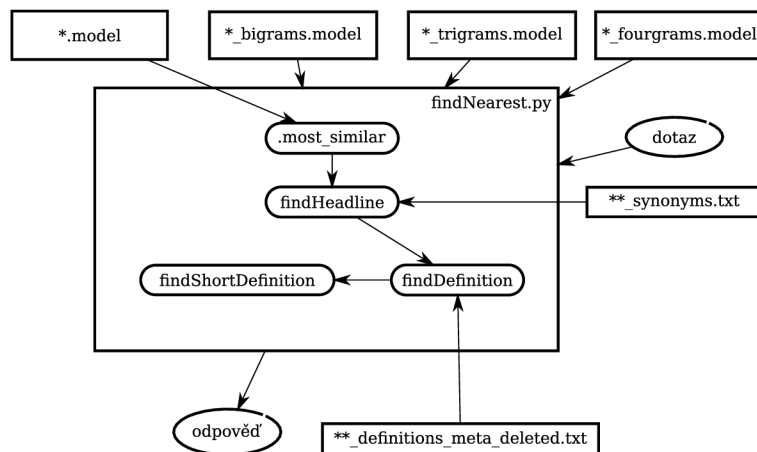 *.model
*_bigrams.model
*_trigrams.model
*_fourgrams.model
findNearest.py
.most_similar
dotaz
findHeadline
**_synonyms.txt
findShortDefinition
findDefinition
odpověď
**_definitions_meta_deleted.txt